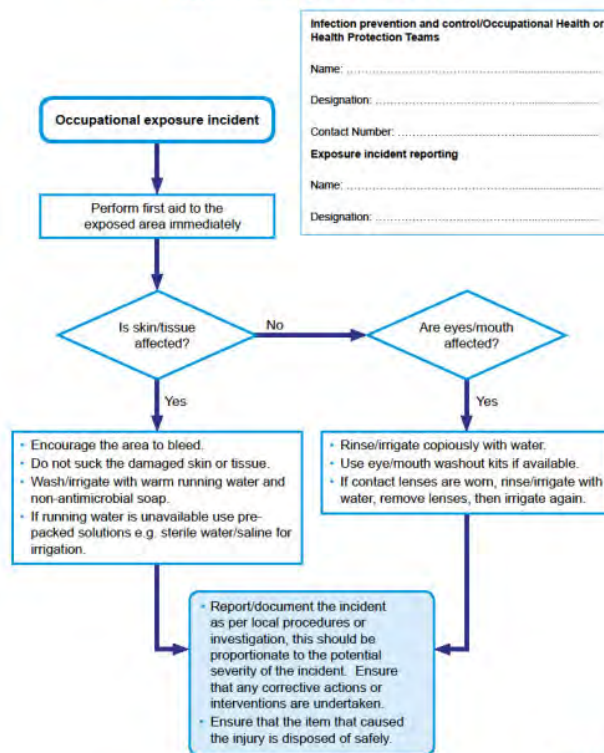 Infection prevention and control/Occupational Health or
Health Protection Teams
Name: ................................................................
Designation: ................................................................
Contact Number: ................................................................
Exposure incident reporting
Name: ................................................................
Designation: ................................................................
Occupational exposure incident
Perform first aid to the
exposed area immediately
Is skin/tissue
affected?
No
Are eyes/mouth
affected?
Yes
Yes
• Encourage the area to bleed.
• Do not suck the damaged skin or tissue.
• Wash/irrigate with warm running water and
non-antimicrobial soap.
• If running water is unavailable use pre-
packed solutions e.g. sterile water/saline for
irrigation.
• Rinse/irrigate copiously with water.
• Use eye/mouth washout kits if available.
• If contact lenses are worn, rinse/irrigate with
water, remove lenses, then irrigate again.
• Report/document the incident
as per local procedures or
investigation, this should be
proportionate to the potential
severity of the incident. Ensure
that any corrective actions or
interventions are undertaken.
• Ensure that the item that caused
the injury is disposed of safely.